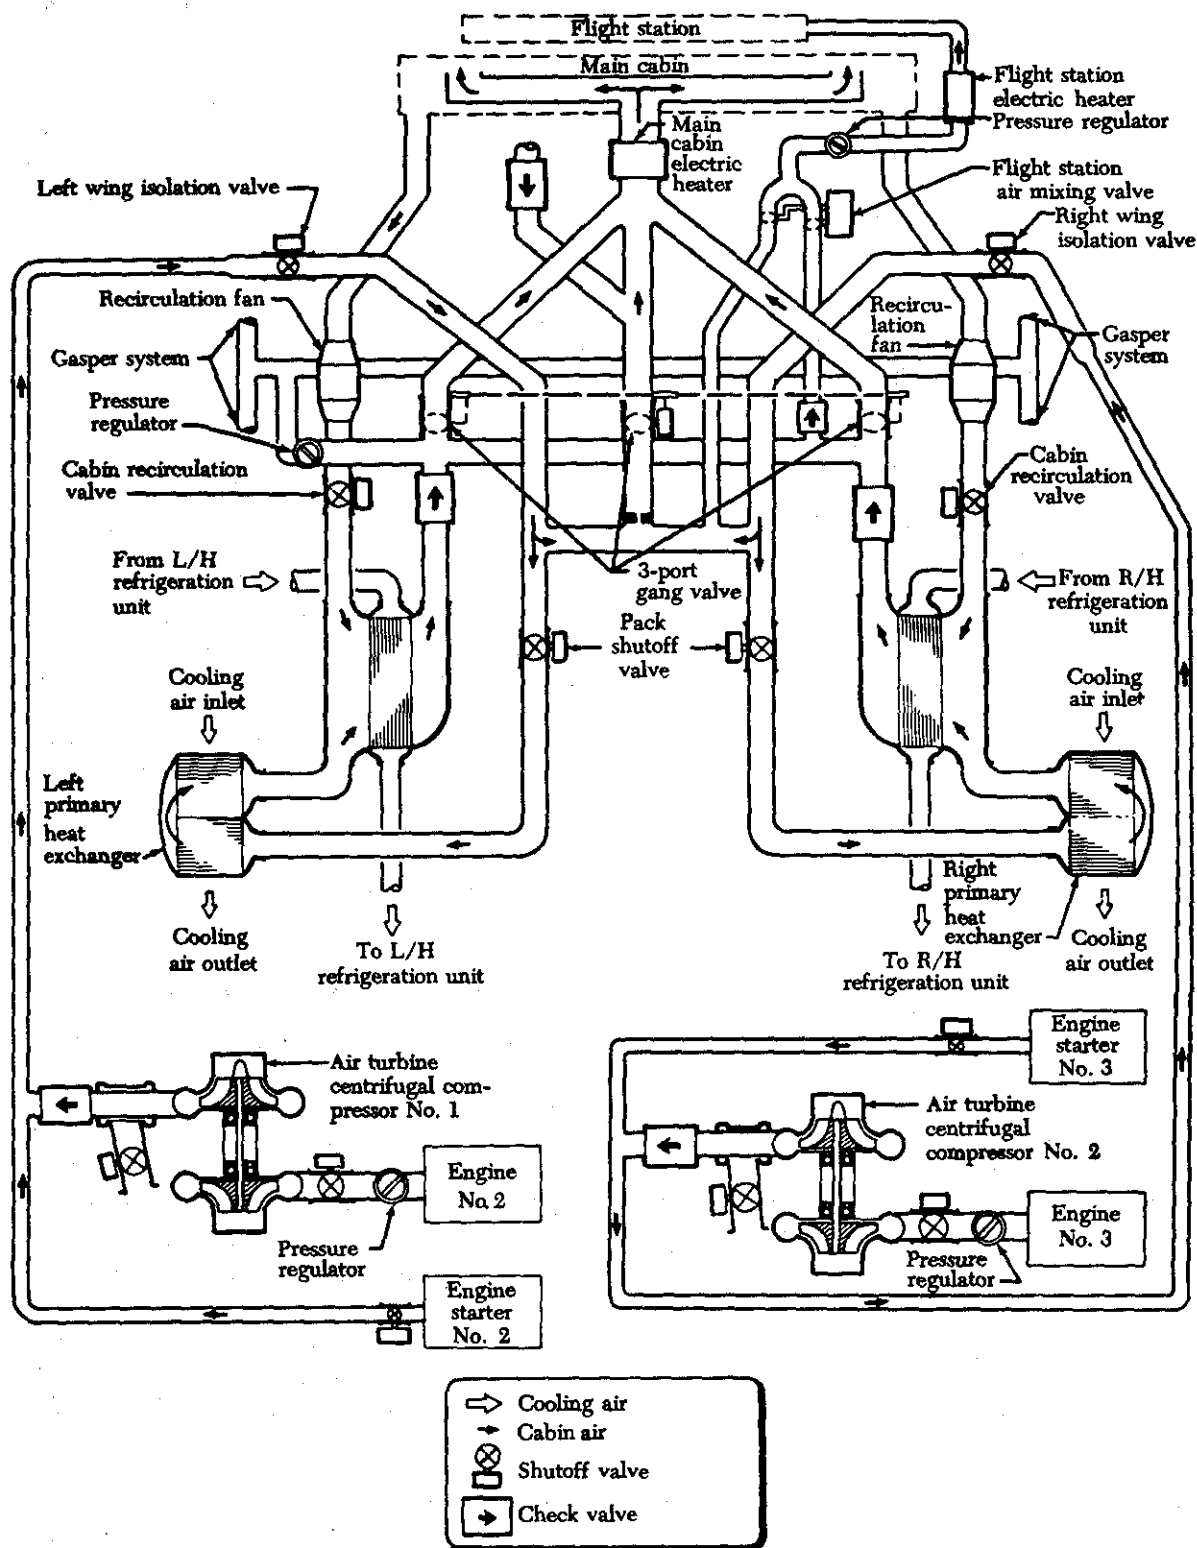 Flight station
Main cabin
Flight station
electric heater
Pressure regulator
Main
cabin
electric
heater
Flight station
air mixing valve
Left wing isolation valve
Right wing
isolation valve
Recirculation fan
Recircu-
lation
fan
Gasper system
Gasper
system
Pressure
regulator
Cabin recirculation
valve
Cabin
recirculation
valve
From L/H
refrigeration
unit
3-port
gang valve
From R/H
refrigeration
unit
Pack
shutoff
valve
Cooling
air inlet
Cooling
air inlet
Left
primary
heat
exchanger
Right
primary
heat
exchanger
Cooling
air outlet
To L/H
refrigeration unit
To R/H
refrigeration unit
Cooling
air outlet
Engine
starter
No. 3
Air turbine
centrifugal com-
pressor No. 1
Air turbine
centrifugal
compressor No. 2
Engine
No. 2
Engine
No. 3
Pressure
regulator
Pressure
regulator
Engine
starter
No. 2
Cooling air
Cabin air
Shutoff valve
Check valve